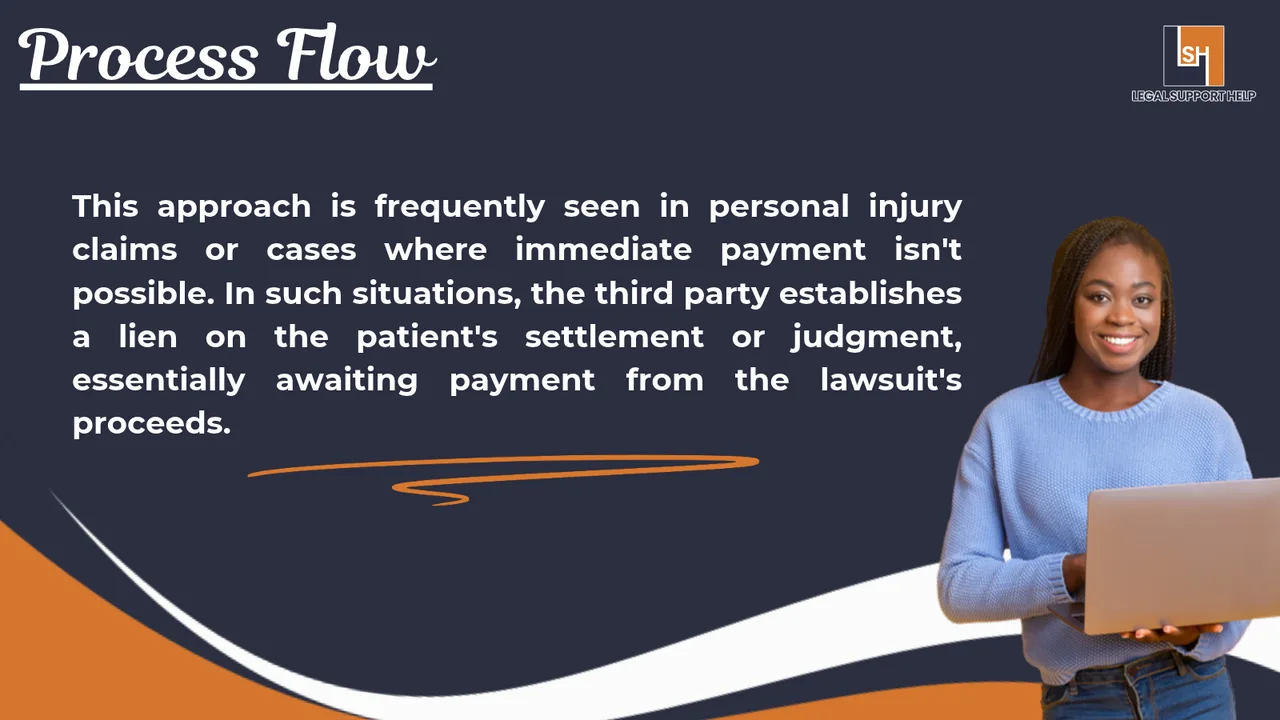 Process Flow
LSH
LEGAL SUPPORT HELP
This approach is frequently seen in personal injury
claims or cases where immediate payment isn't
possible. In such situations, the third party establishes
a lien on the patient's settlement or judgment,
essentially awaiting payment from the lawsuit's
proceeds.